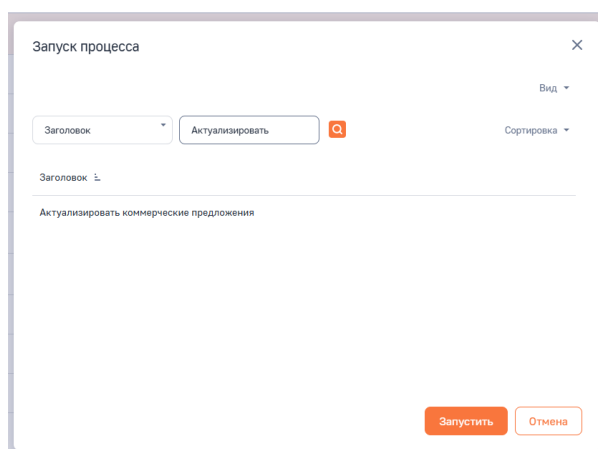 Запуск процесса
Вид
Заголовок
Актуализировать
Сортировка
Заголовок
Актуализировать коммерческие предложения
Запустить
Отмена